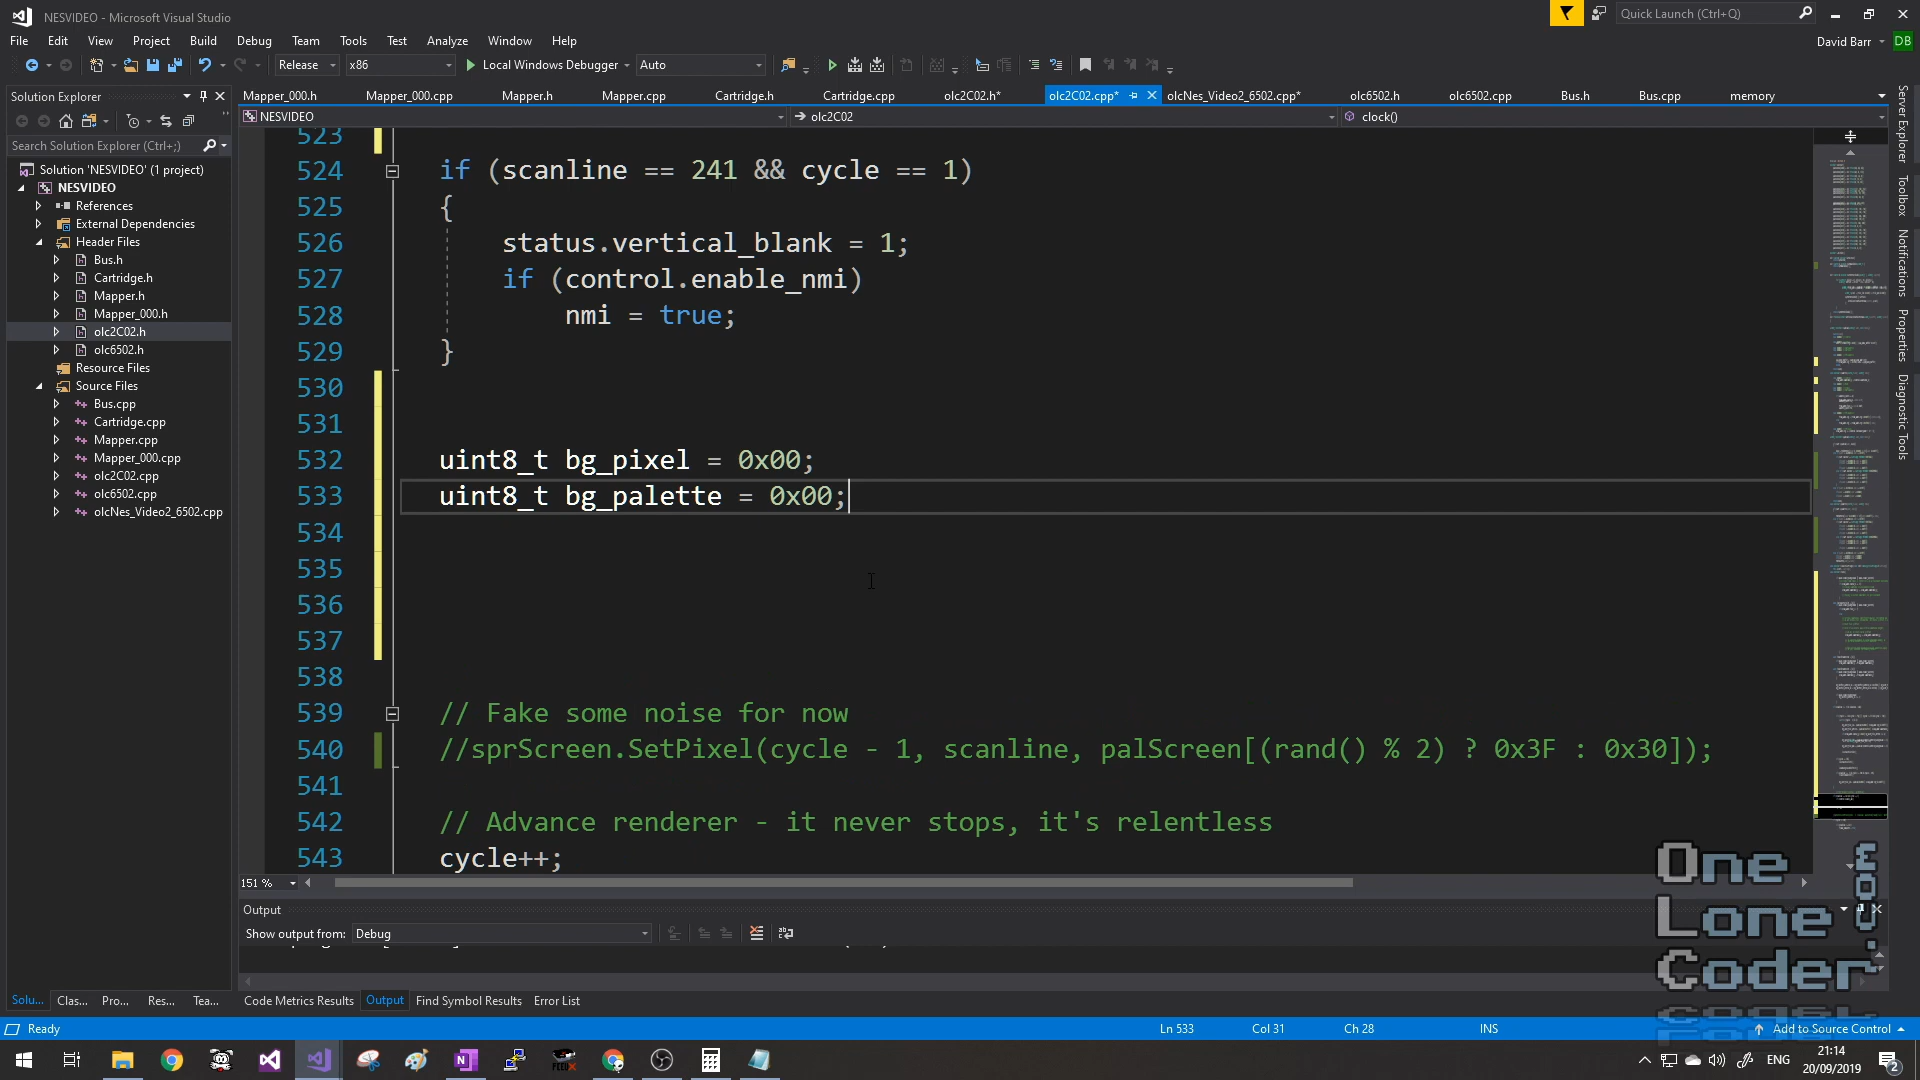 NESVIDEO - Microsoft Visual Studio
Quick Launch (Ctrl+Q)
File Edit View Project Build Debug Team Tools Test Analyze Window Help
David Barr DB
Release x86 Local Windows Debugger Auto
Solution Explorer
Mapper_000.h Mapper_000.cpp Mapper.h Mapper.cpp Cartridge.h Cartridge.cpp olc2C02.h* olc2C02.cpp* olcNes_Video2_6502.cpp* olc6502.h olc6502.cpp Bus.h Bus.cpp memory
NESVIDEO olc2C02 clock()
Search Solution Explorer (Ctrl+;)
Solution 'NESVIDEO' (1 project)
NESVIDEO
References
External Dependencies
Header Files
Bus.h
Cartridge.h
Mapper.h
Mapper_000.h
olc2C02.h
olc6502.h
Resource Files
Source Files
Bus.cpp
Cartridge.cpp
Mapper.cpp
Mapper_000.cpp
olc2C02.cpp
olc6502.cpp
olcNes_Video2_6502.cpp
523
524 if (scanline == 241 && cycle == 1)
525 {
526 status.vertical_blank = 1;
527 if (control.enable_nmi)
528 nmi = true;
529 }
530
531
532 uint8_t bg_pixel = 0x00;
533 uint8_t bg_palette = 0x00;
534
535
536
537
538
539 // Fake some noise for now
540 //sprScreen.SetPixel(cycle - 1, scanline, palScreen[(rand() % 2) ? 0x3F : 0x30]);
541
542 // Advance renderer - it never stops, it's relentless
543 cycle++;
Server Explorer
Toolbox
Notifications
Properties
Diagnostic Tools
151 %
Output
Show output from: Debug
Solu... Clas... Pro... Res... Tea...
Code Metrics Results Output Find Symbol Results Error List
Ready Ln 533 Col 31 Ch 28 INS Add to Source Control
One
Lone
Coder
.com
ENG
21:14
20/09/2019
2